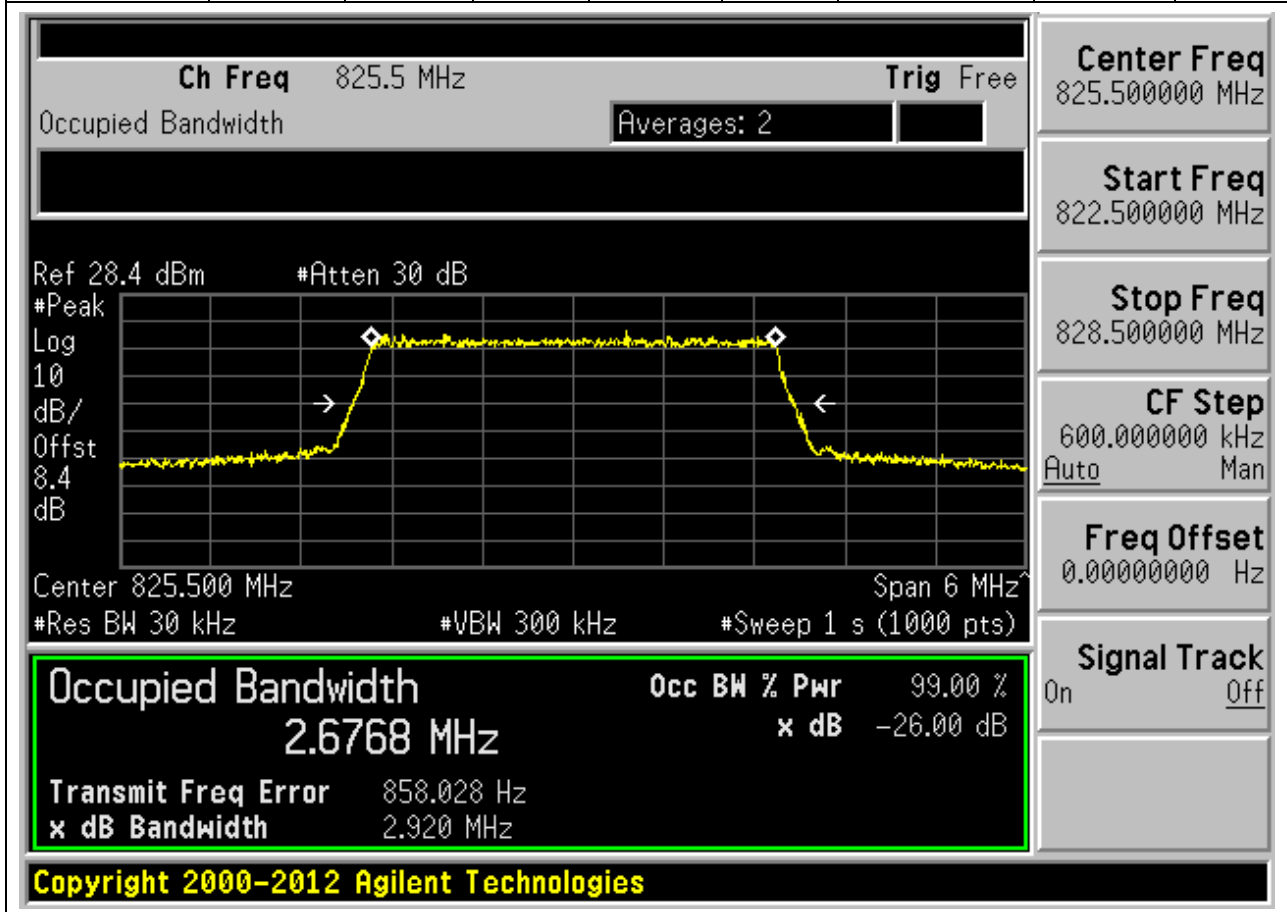 Ch Freq 825.5 MHz Trig Free
Occupied Bandwidth Averages: 2
Ref 28.4 dBm #Atten 30 dB
#Peak
Log
10
dB/
Offst
8.4
dB
Center 825.500 MHz Span 6 MHz^
#Res BW 30 kHz #VBW 300 kHz #Sweep 1 s (1000 pts)
Occupied Bandwidth Occ BW % Pwr 99.00 %
2.6768 MHz x dB -26.00 dB
Transmit Freq Error 858.028 Hz
x dB Bandwidth 2.920 MHz
Copyright 2000-2012 Agilent Technologies
Center Freq
825.500000 MHz
Start Freq
822.500000 MHz
Stop Freq
828.500000 MHz
CF Step
600.000000 kHz
Auto Man
Freq Offset
0.00000000 Hz
Signal Track
On Off